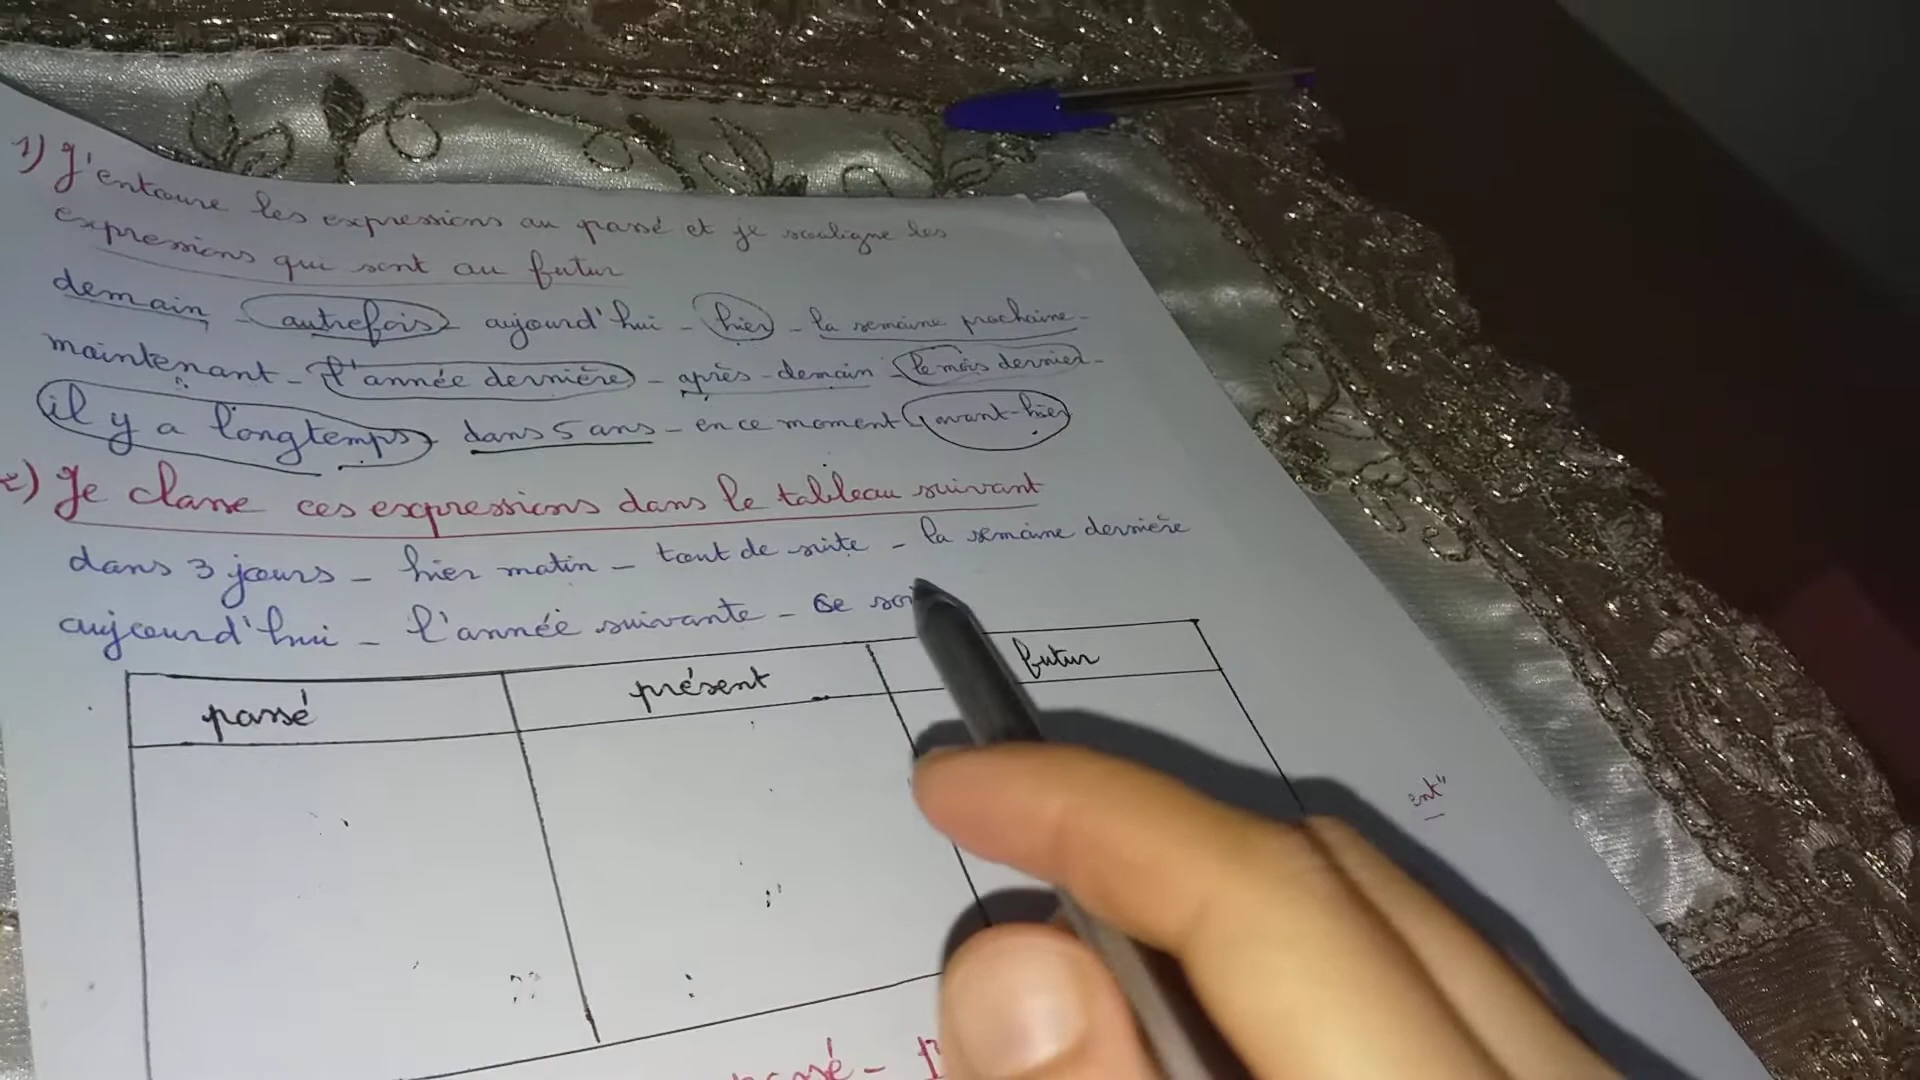 1) J'entoure les expressions au passé et je souligne les
expressions qui sont au futur
demain - autrefois - aujourd'hui - hier - la semaine prochaine -
maintenant - l'année dernière - après-demain - le mois dernier -
il y a longtemps - dans 5 ans - en ce moment - avant-hier
2) Je classe ces expressions dans le tableau suivant
dans 3 jours - hier matin - tout de suite - la semaine dernière
aujourd'hui - l'année suivante - ce
passé présent futur
ent"